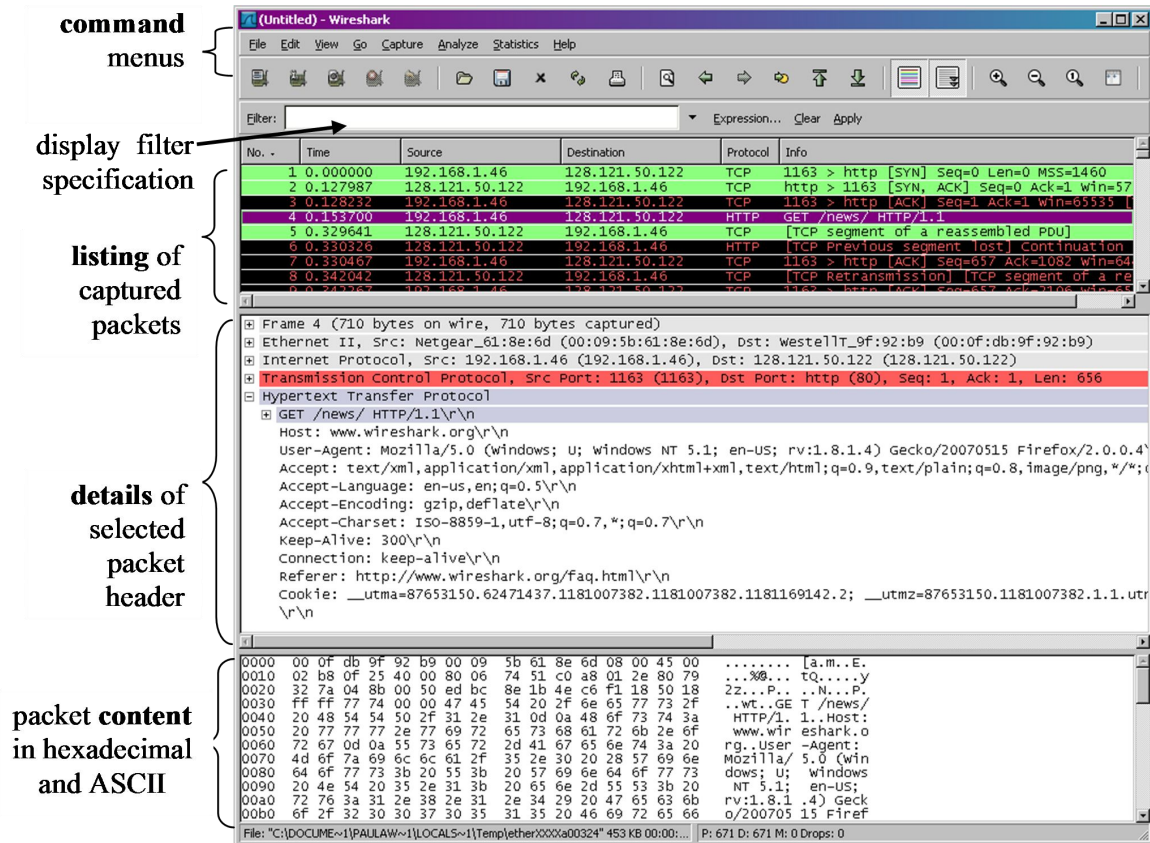 command
menus
display filter
specification
listing of
captured
packets
details of
selected
packet
header
packet content
in hexadecimal
and ASCII
(Untitled) - Wireshark
File Edit View Go Capture Analyze Statistics Help
Filter: Expression... Clear Apply
No. . Time Source Destination Protocol Info
1 0.000000 192.168.1.46 128.121.50.122 TCP 1163 > http [SYN] Seq=0 Len=0 MSS=1460
2 0.127987 128.121.50.122 192.168.1.46 TCP http > 1163 [SYN, ACK] Seq=0 Ack=1 Win=57
3 0.128232 192.168.1.46 128.121.50.122 TCP 1163 > http [ACK] Seq=1 Ack=1 Win=65535 [
4 0.153700 192.168.1.46 128.121.50.122 HTTP GET /news/ HTTP/1.1
5 0.329641 128.121.50.122 192.168.1.46 TCP [TCP segment of a reassembled PDU]
6 0.330326 128.121.50.122 192.168.1.46 HTTP [TCP Previous segment lost] Continuation
7 0.330467 192.168.1.46 128.121.50.122 TCP 1163 > http [ACK] Seq=657 Ack=1082 Win=64
8 0.342042 128.121.50.122 192.168.1.46 TCP [TCP Retransmission] [TCP segment of a re
9 0.342267 192.168.1.46 128.121.50.122 TCP 1163 > http [ACK] Seq=657 Ack=2106 Win=65
Frame 4 (710 bytes on wire, 710 bytes captured)
Ethernet II, Src: Netgear_61:8e:6d (00:09:5b:61:8e:6d), Dst: WestellT_9f:92:b9 (00:0f:db:9f:92:b9)
Internet Protocol, Src: 192.168.1.46 (192.168.1.46), Dst: 128.121.50.122 (128.121.50.122)
Transmission Control Protocol, Src Port: 1163 (1163), Dst Port: http (80), Seq: 1, Ack: 1, Len: 656
Hypertext Transfer Protocol
GET /news/ HTTP/1.1\r\n
Host: www.wireshark.org\r\n
User-Agent: Mozilla/5.0 (Windows; U; Windows NT 5.1; en-US; rv:1.8.1.4) Gecko/20070515 Firefox/2.0.0.4\
Accept: text/xml,application/xml,application/xhtml+xml,text/html;q=0.9,text/plain;q=0.8,image/png,*/*;
Accept-Language: en-us,en;q=0.5\r\n
Accept-Encoding: gzip,deflate\r\n
Accept-Charset: ISO-8859-1,utf-8;q=0.7,*;q=0.7\r\n
Keep-Alive: 300\r\n
Connection: keep-alive\r\n
Referer: http://www.wireshark.org/faq.html\r\n
Cookie: __utma=87653150.62471437.1181007382.1181007382.1181169142.2; __utmz=87653150.1181007382.1.1.utm
\r\n
0000 00 0f db 9f 92 b9 00 09 5b 61 8e 6d 08 00 45 00 ........ [a.m..E.
0010 02 b8 0f 25 40 00 80 06 74 51 c0 a8 01 2e 80 79 ...%@... tQ.....y
0020 32 7a 04 8b 00 50 ed bc 8e 1b 4e c6 f1 18 50 18 2z...P.. ..N...P.
0030 ff ff 77 74 00 00 47 45 54 20 2f 6e 65 77 73 2f ..wt..GE T /news/
0040 20 48 54 54 50 2f 31 2e 31 0d 0a 48 6f 73 74 3a HTTP/1. 1..Host:
0050 20 77 77 77 2e 77 69 72 65 73 68 61 72 6b 2e 6f www.wir eshark.o
0060 72 67 0d 0a 55 73 65 72 2d 41 67 65 6e 74 3a 20 rg..User -Agent:
0070 4d 6f 7a 69 6c 6c 61 2f 35 2e 30 20 28 57 69 6e Mozilla/ 5.0 (Win
0080 64 6f 77 73 3b 20 55 3b 20 57 69 6e 64 6f 77 73 dows; U; Windows
0090 20 4e 54 20 35 2e 31 3b 20 65 6e 2d 55 53 3b 20 NT 5.1; en-US;
00a0 72 76 3a 31 2e 38 2e 31 2e 34 29 20 47 65 63 6b rv:1.8.1 .4) Geck
00b0 6f 2f 32 30 30 37 30 35 31 35 20 46 69 72 65 66 o/200705 15 Firef
File: "C:\DOCUME~1\PAULAW~1\LOCALS~1\Temp\etherXXXXa00324" 453 KB 00:00:... P: 671 D: 671 M: 0 Drops: 0